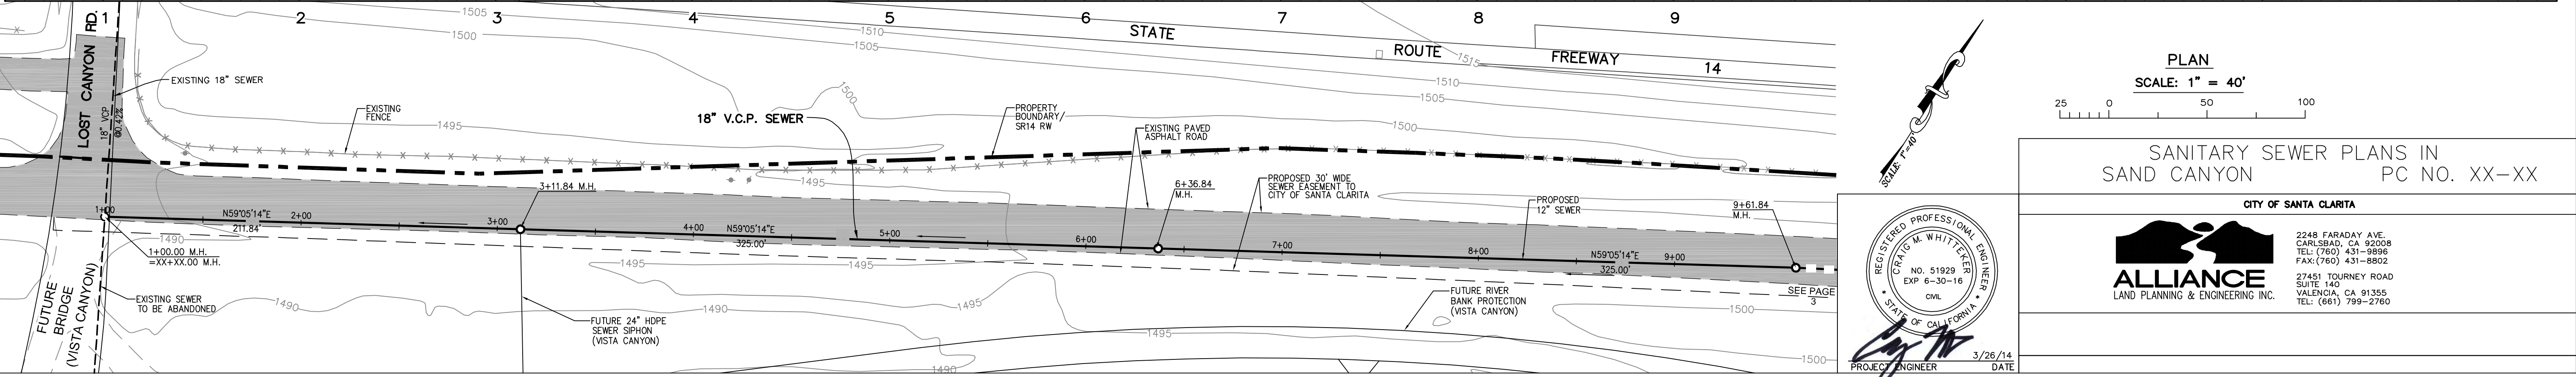 1
2
3
4
5
6
7
8
9
1505
1500
1510
1505
STATE
ROUTE
FREEWAY
14
1515
1510
1505
1500
1500
LOST CANYON RD.
18" VCP
@0.42%
EXISTING 18" SEWER
EXISTING
FENCE
1495
18" V.C.P. SEWER
PROPERTY
BOUNDARY/
SR14 RW
EXISTING PAVED
ASPHALT ROAD
1495
3+11.84 M.H.
6+36.84
M.H.
PROPOSED 30' WIDE
SEWER EASEMENT TO
CITY OF SANTA CLARITA
PROPOSED
12" SEWER
9+61.84
M.H.
1+00
N59°05'14"E
211.84'
2+00
3+00
4+00
N59°05'14"E
325.00'
5+00
6+00
7+00
8+00
N59°05'14"E
325.00'
9+00
1490
1+00.00 M.H.
=XX+XX.00 M.H.
1495
1495
SEE PAGE
3
EXISTING SEWER
TO BE ABANDONED
1490
FUTURE
BRIDGE
(VISTA CANYON)
FUTURE 24" HDPE
SEWER SIPHON
(VISTA CANYON)
1490
1495
FUTURE RIVER
BANK PROTECTION
(VISTA CANYON)
1500
1495
1500
1490
SCALE: 1"=40'
PLAN
SCALE: 1" = 40'
25 0 50 100
SANITARY SEWER PLANS IN
SAND CANYON PC NO. XX-XX
CITY OF SANTA CLARITA
REGISTERED PROFESSIONAL ENGINEER
CRAIG M. WHITTEKER
NO. 51929
EXP 6-30-16
CIVIL
* STATE OF CALIFORNIA *
3/26/14
PROJECT ENGINEER DATE
ALLIANCE
LAND PLANNING & ENGINEERING INC.
2248 FARADAY AVE.
CARLSBAD, CA 92008
TEL: (760) 431-9896
FAX: (760) 431-8802
27451 TOURNEY ROAD
SUITE 140
VALENCIA, CA 91355
TEL: (661) 799-2760